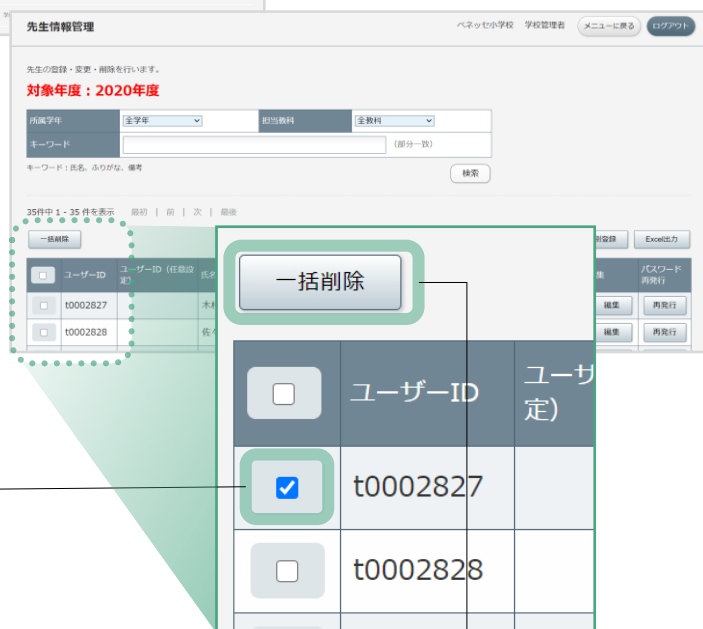 先生情報管理
ベネッセ小学校 学校管理者 メニューに戻る ログアウト
先生の登録・変更・削除を行います。
対象年度:2020年度
所属学年 全学年 担当教科 全教科
キーワード (部分一致)
キーワード:氏名、ふりがな、備考
検索
35件中 1 - 35 件を表示 最初 | 前 | 次 | 最後
一括削除 Excel出力
ユーザーID ユーザーID(任意設定) 氏名 パスワード再発行
t0002827 編集 再発行
t0002828 編集 再発行
一括削除
ユーザーID
定)
t0002827
t0002828